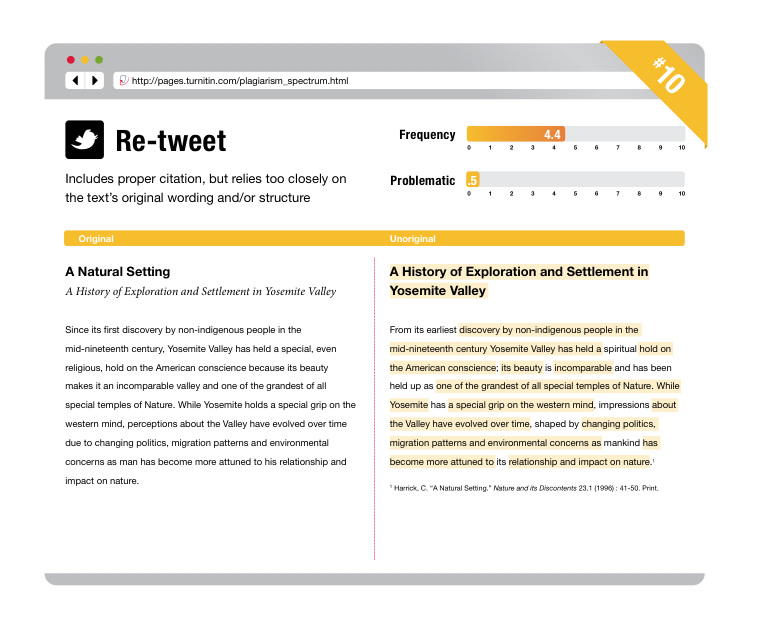 #10
http://pages.turnitin.com/plagiarism_spectrum.html
Re-tweet
Includes proper citation, but relies too closely on
the text's original wording and/or structure
Frequency
4.4
0 1 2 3 4 5 6 7 8 9 10
Problematic
.5
0 1 2 3 4 5 6 7 8 9 10
Original
Unoriginal
A Natural Setting
A History of Exploration and Settlement in Yosemite Valley
Since its first discovery by non-indigenous people in the
mid-nineteenth century, Yosemite Valley has held a special, even
religious, hold on the American conscience because its beauty
makes it an incomparable valley and one of the grandest of all
special temples of Nature. While Yosemite holds a special grip on the
western mind, perceptions about the Valley have evolved over time
due to changing politics, migration patterns and environmental
concerns as man has become more attuned to his relationship and
impact on nature.
A History of Exploration and Settlement in
Yosemite Valley
From its earliest discovery by non-indigenous people in the
mid-nineteenth century Yosemite Valley has held a spiritual hold on
the American conscience; its beauty is incomparable and has been
held up as one of the grandest of all special temples of Nature. While
Yosemite has a special grip on the western mind, impressions about
the Valley have evolved over time, shaped by changing politics,
migration patterns and environmental concerns as mankind has
become more attuned to its relationship and impact on nature.¹
¹ Harrick, C. "A Natural Setting." Nature and its Discontents 23.1 (1996) : 41-50. Print.